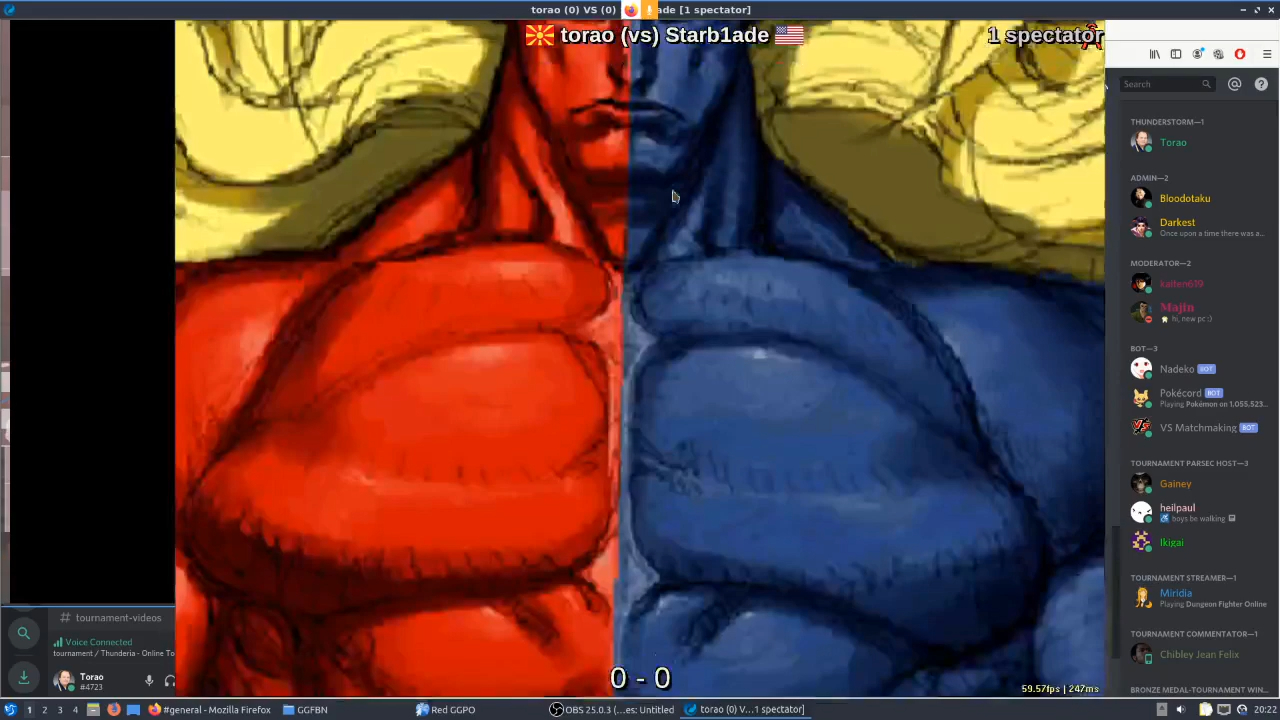 torao (0) VS (0)
ade [1 spectator]
torao (vs) Starb1ade
1 spectator
Search
THUNDERSTORM—1
Torao
ADMIN—2
Bloodotaku
Darkest
Once upon a time there was a...
MODERATOR—2
kallen619
Majin
hi, new pc :)
BOT—3
Nadeko BOT
Pokécord BOT
Playing Pokémon on 1,055,523...
VS Matchmaking BOT
TOURNAMENT PARSEC HOST—3
Gainey
heilpaul
boys be walking
Ikigai
TOURNAMENT STREAMER—1
Miridia
Playing Dungeon Fighter Online
TOURNAMENT COMMENTATOR—1
Chibley Jean Felix
BRONZE MEDAL-TOURNAMENT WIN...
# tournament-videos
Voice Connected
tournament / Thunderia - Online To
Torao
#4723
0 - 0
59.57fps | 247ms
1 2 3 4
#general - Mozilla Firefox
GGFBN
Red GGPO
OBS 25.0.3 (...es: Untitled
torao (0) V...1 spectator]
20:22